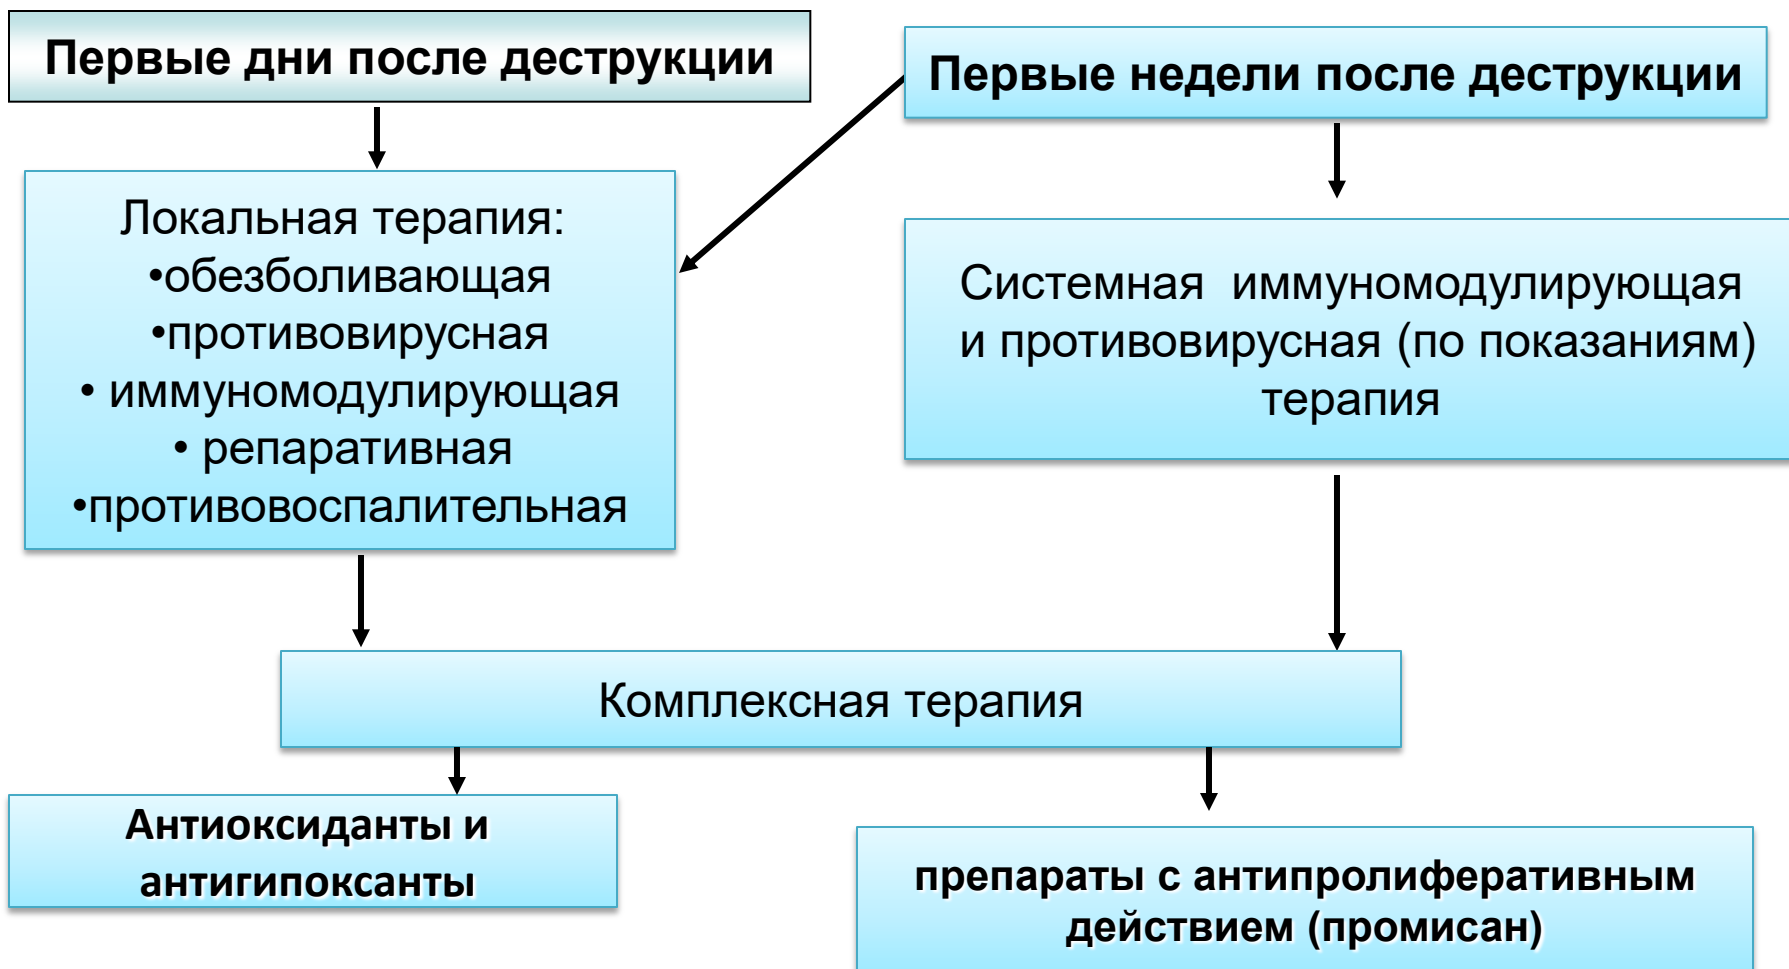 Первые дни после деструкции
Первые недели после деструкции
Локальная терапия:
•обезболивающая
•противовирусная
• иммуномодулирующая
• репаративная
•противовоспалительная
Системная иммуномодулирующая
и противовирусная (по показаниям)
терапия
Комплексная терапия
Антиоксиданты и
антигипоксанты
препараты с антипролиферативным
действием (промисан)